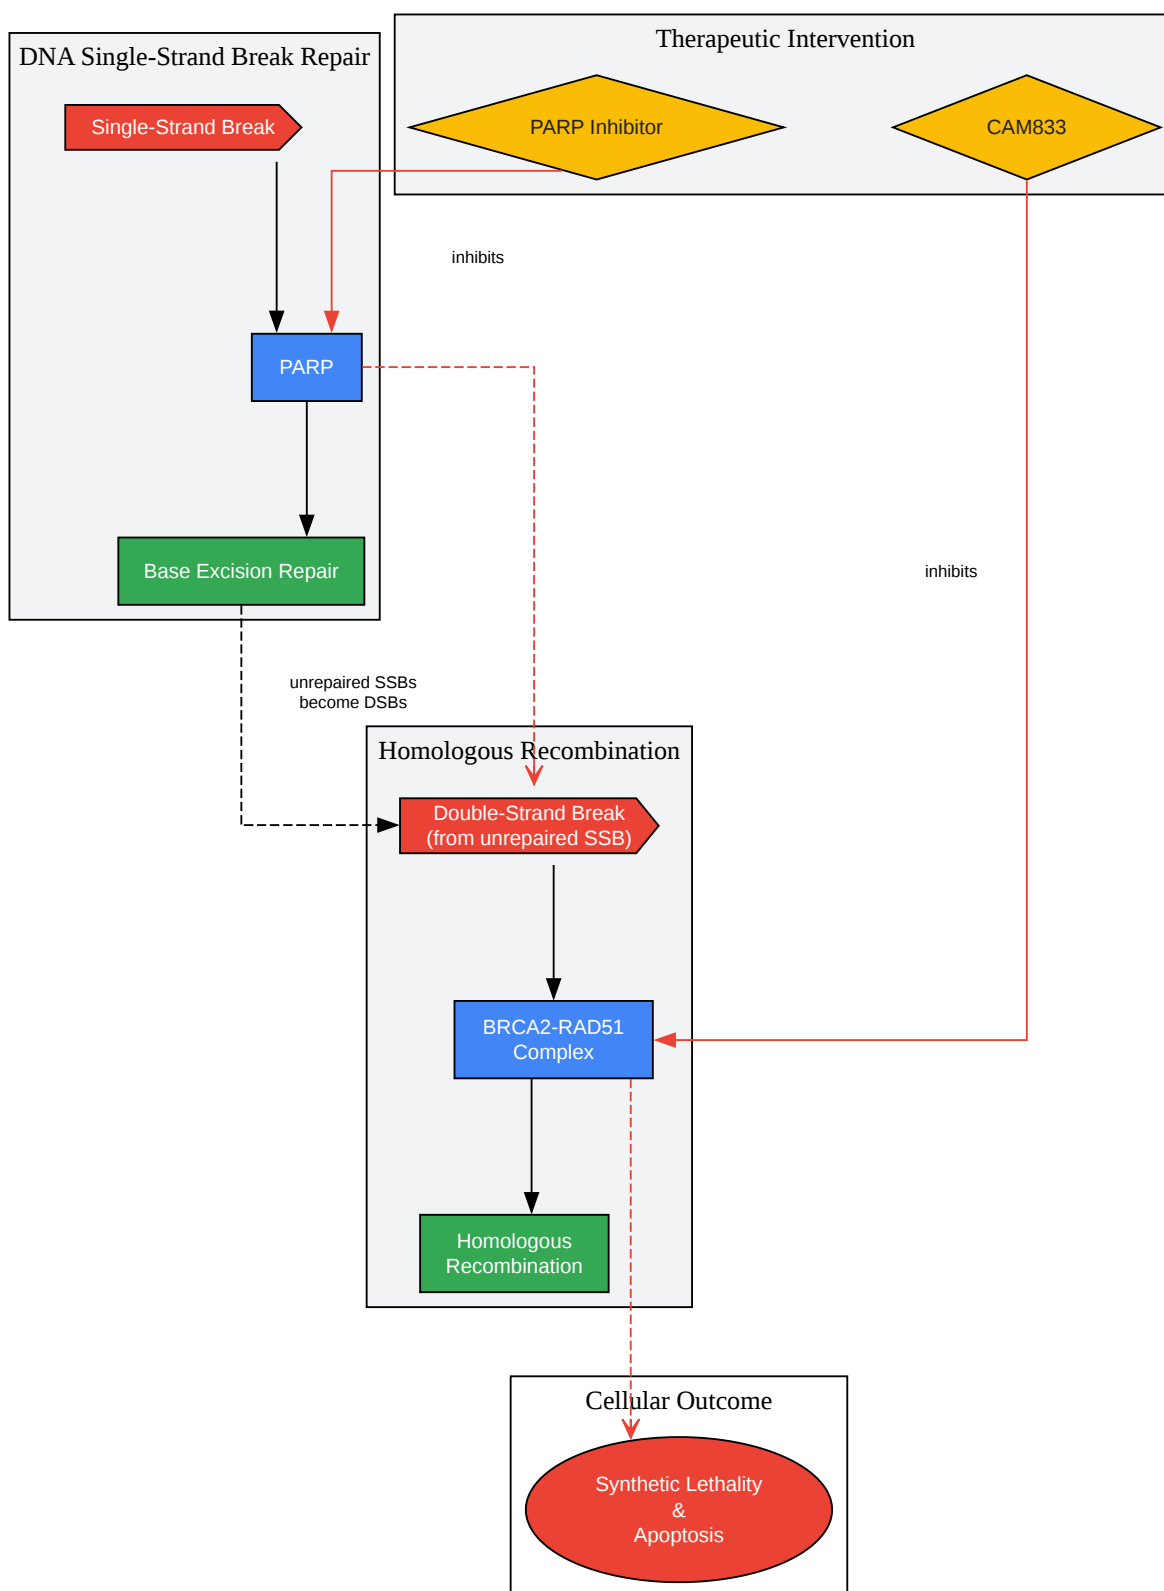 Therapeutic Intervention
DNA Single-Strand Break Repair
Single-Strand Break
PARP Inhibitor
CAM833
inhibits
PARP
Base Excision Repair
inhibits
unrepaired SSBs
become DSBs
Homologous Recombination
Double-Strand Break
(from unrepaired SSB)
BRCA2-RAD51
Complex
Homologous
Recombination
Cellular Outcome
Synthetic Lethality
&
Apoptosis